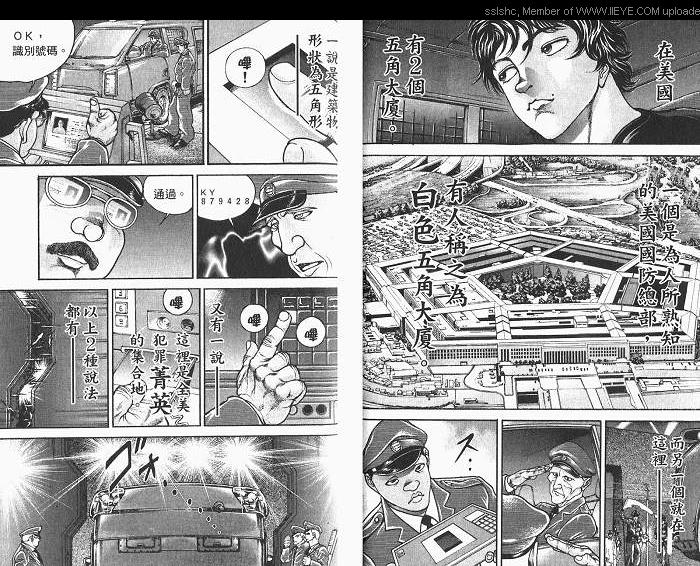 sslshc, Member of WWW.IIEYE.COM uploade
在美國
有2個
五角大廈。
一個是為人所熟知
的美國國防總部，
有人稱之為
白色五角大廈。
而另一個就在
這裡—
ス…
一說是建築物
形狀為五角形
嗶！
OK，
識別號碼。
KY
879428
通過。
又有一說—
嗶
嗶
嗶
這裡是全美
犯罪菁英
的集合地
以上2種說法
都有—
ゴォ